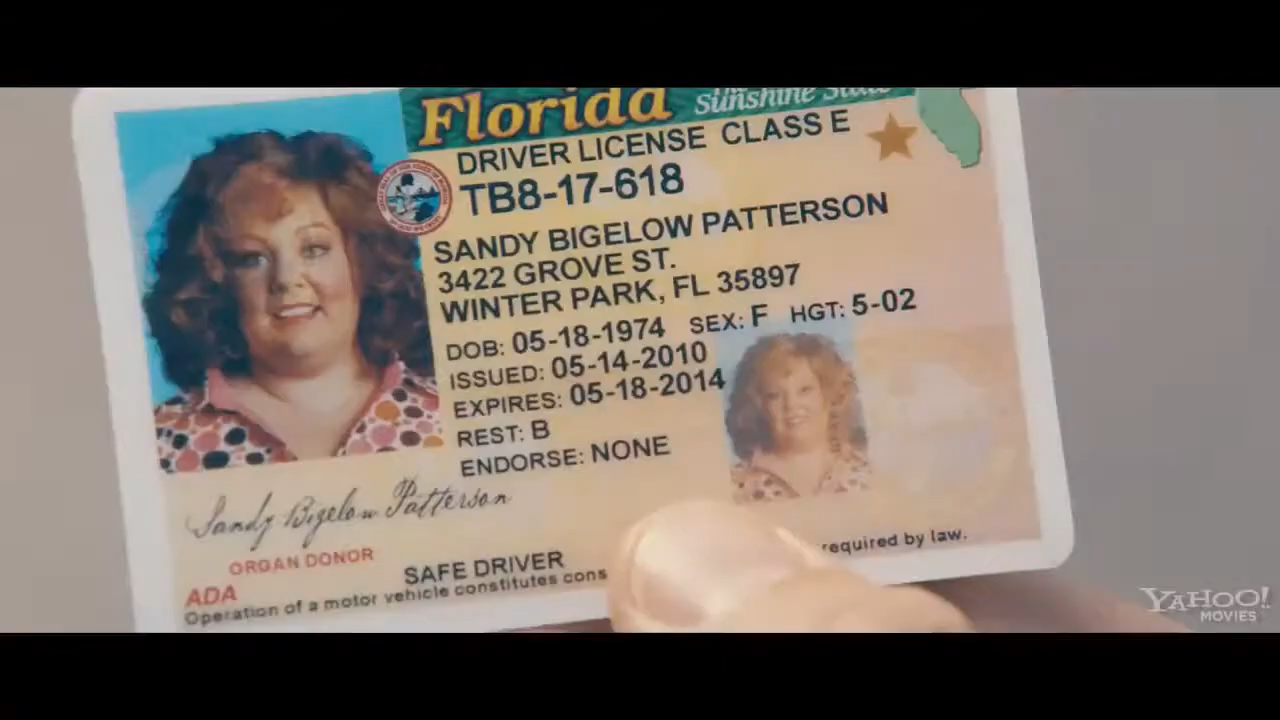 Florida
Sunshine State
DRIVER LICENSE CLASS E
TB8-17-618
SANDY BIGELOW PATTERSON
3422 GROVE ST.
WINTER PARK, FL 35897
DOB: 05-18-1974 SEX: F HGT: 5-02
ISSUED: 05-14-2010
EXPIRES: 05-18-2014
REST: B
ENDORSE: NONE
Sandy Bigelow Patterson
ORGAN DONOR
ADA
SAFE DRIVER
Operation of a motor vehicle constitutes cons
required by law.
YAHOO!
MOVIES